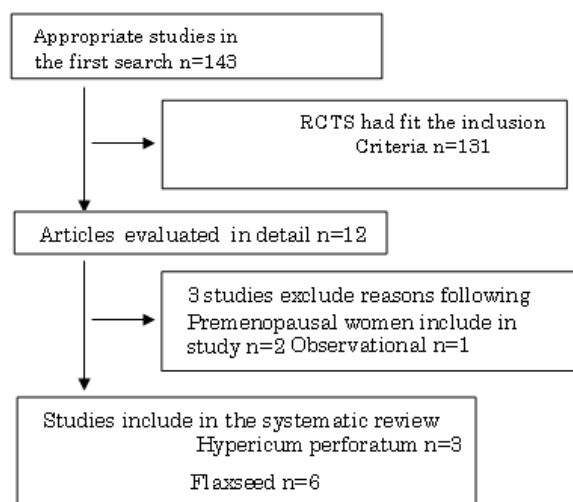 Appropriate studies in
the first search n=143
RCTS had fit the inclusion
Criteria n=131
Articles evaluated in detail n=12
3 studies exclude reasons following
Premenopausal women include in
study n=2 Observational n=1
Studies include in the systematic review
Hypericum perforatum n=3
Flaxseed n=6